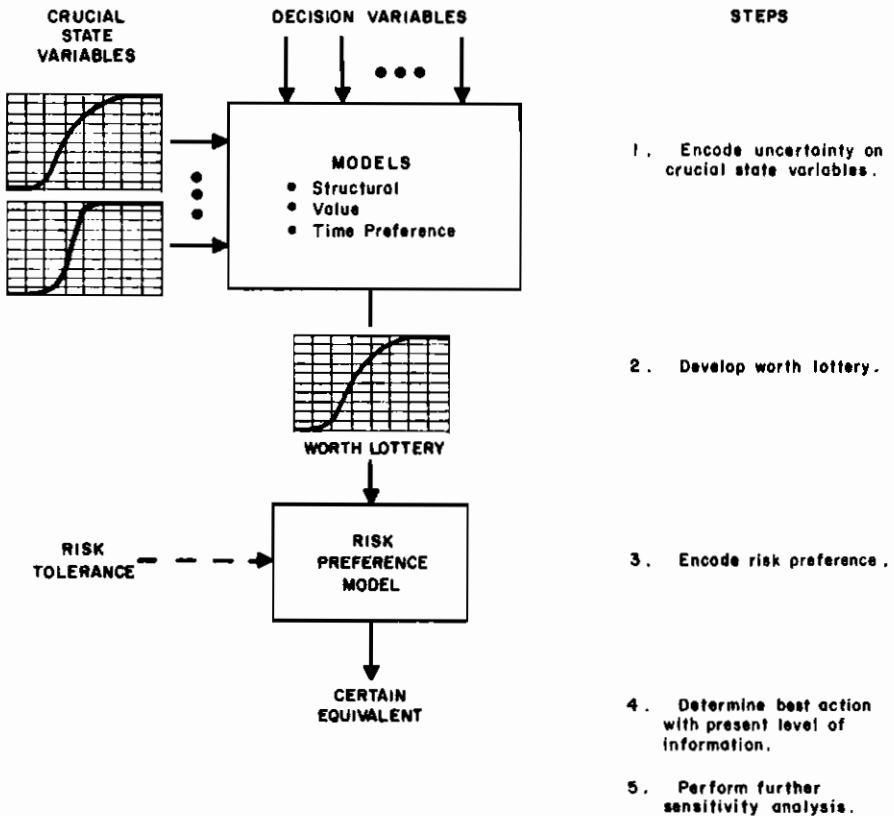 CRUCIAL
STATE
VARIABLES
DECISION VARIABLES
STEPS
MODELS
• Structural
• Value
• Time Preference
1. Encode uncertainty on
crucial state variables.
WORTH LOTTERY
2. Develop worth lottery.
RISK
TOLERANCE
RISK
PREFERENCE
MODEL
3. Encode risk preference.
CERTAIN
EQUIVALENT
4. Determine best action
with present level of
information.
5. Perform further
sensitivity analysis.